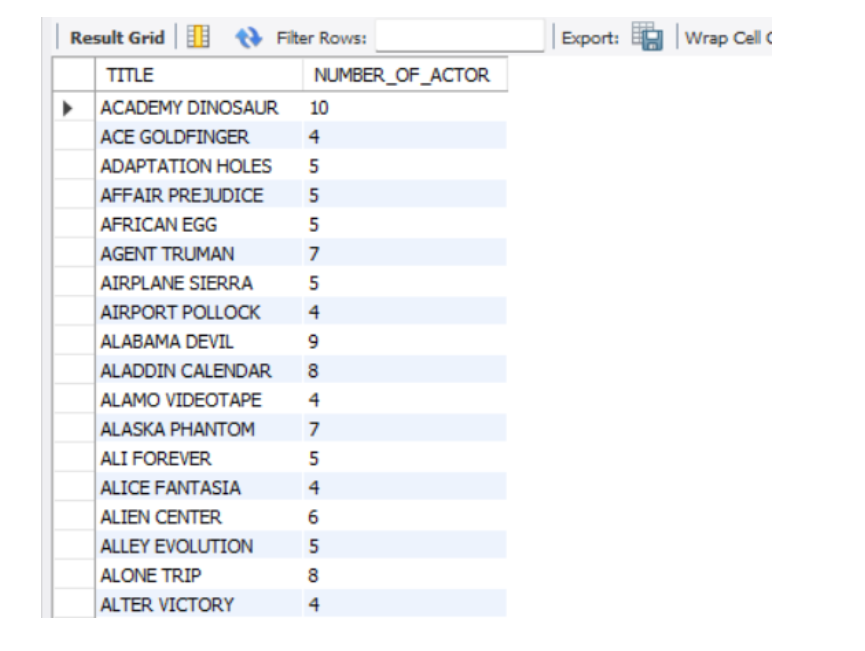 Result Grid Filter Rows: Export: Wrap Cell C
TITLE NUMBER_OF_ACTOR
ACADEMY DINOSAUR 10
ACE GOLDFINGER 4
ADAPTATION HOLES 5
AFFAIR PREJUDICE 5
AFRICAN EGG 5
AGENT TRUMAN 7
AIRPLANE SIERRA 5
AIRPORT POLLOCK 4
ALABAMA DEVIL 9
ALADDIN CALENDAR 8
ALAMO VIDEOTAPE 4
ALASKA PHANTOM 7
ALI FOREVER 5
ALICE FANTASIA 4
ALIEN CENTER 6
ALLEY EVOLUTION 5
ALONE TRIP 8
ALTER VICTORY 4